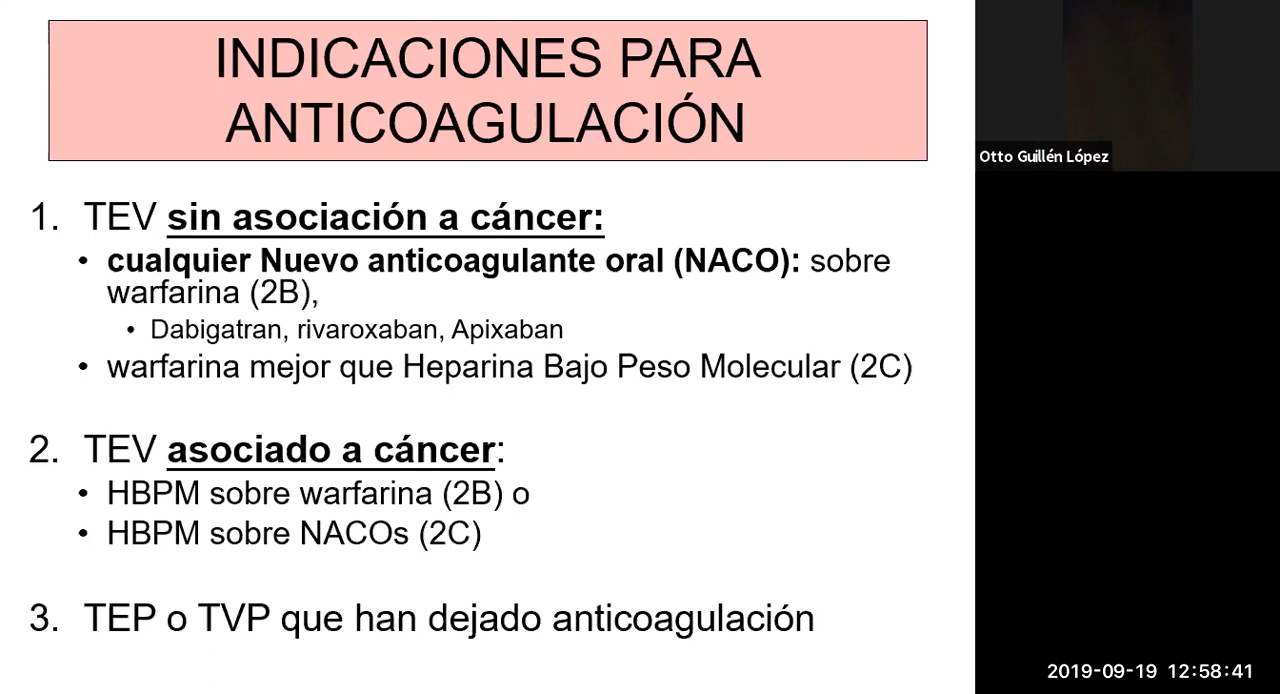 INDICACIONES PARA
ANTICOAGULACIÓN
1. TEV sin asociación a cáncer:
• cualquier Nuevo anticoagulante oral (NACO): sobre
warfarina (2B),
• Dabigatran, rivaroxaban, Apixaban
• warfarina mejor que Heparina Bajo Peso Molecular (2C)
2. TEV asociado a cáncer:
• HBPM sobre warfarina (2B) o
• HBPM sobre NACOs (2C)
3. TEP o TVP que han dejado anticoagulación
Otto Guillén López
2019-09-19 12:58:41